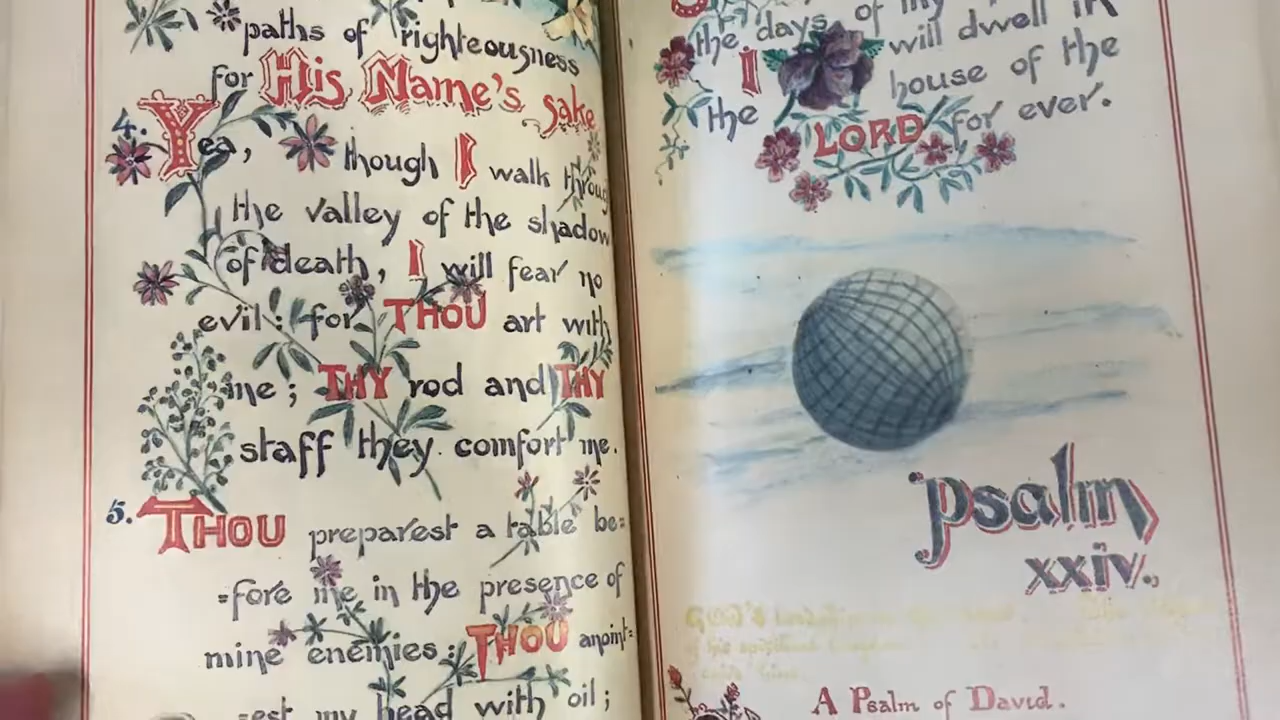 paths of righteousness
for His Name's sake
4. Yea, though I walk throug
the valley of the shadow
of death, I will fear no
evil: for THOU art with
me; THY rod and THY
staff they comfort me.
5. THOU preparest a table be=
=fore me in the presence of
mine enemies: THOU anoint=
=est my head with oil;
the days of my
I will dwell in
the house of the
LORD for ever.
psalm
xxiv.
GOD'S
A Psalm of David.